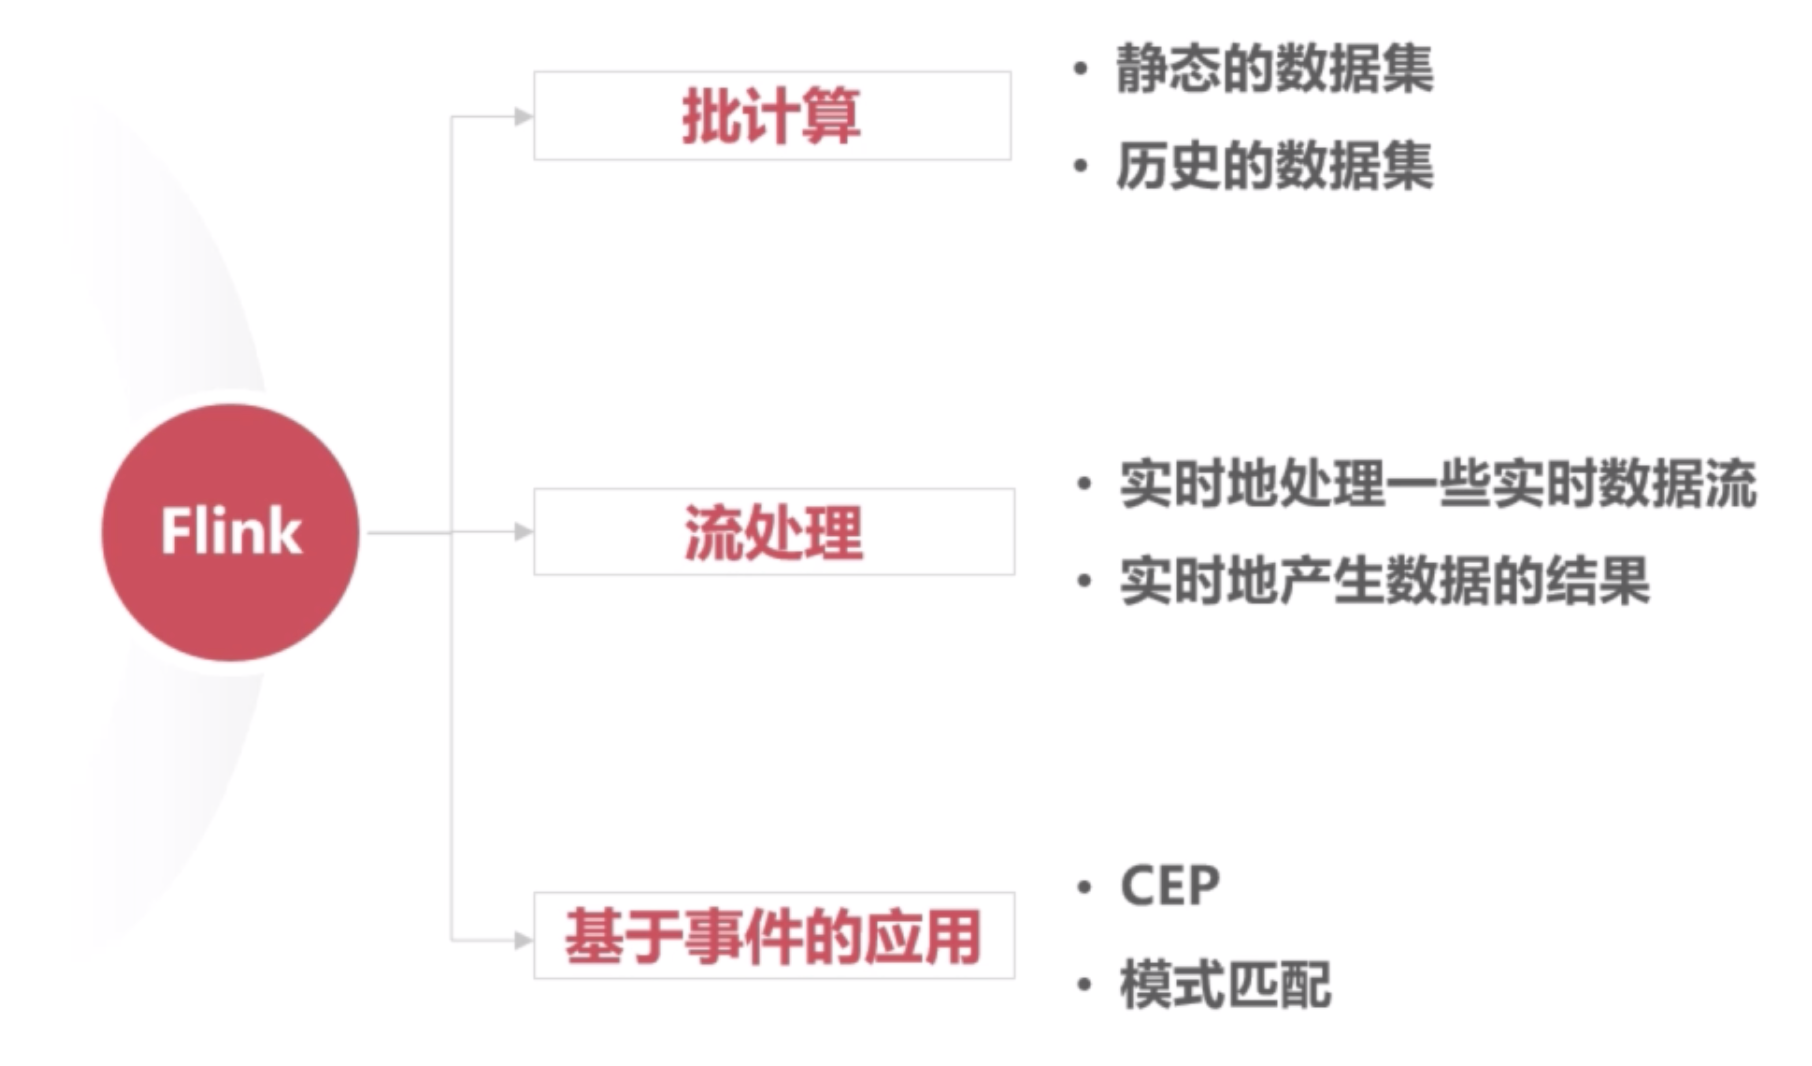 静态的数据集
批计算
历史的数据集
Flink
实时地处理一些实时数据流
流处理
实时地产生数据的结果
CEP
基于事件的应用
模式匹配